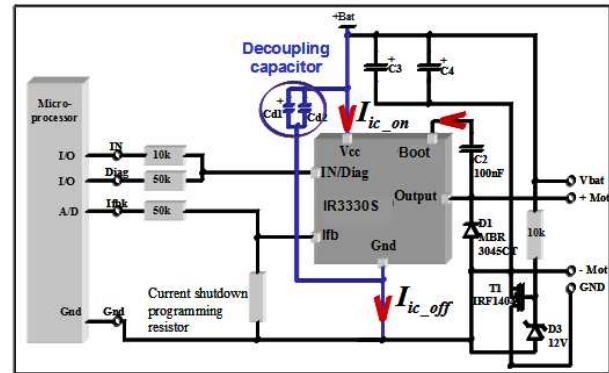 +Bat
Decoupling
capacitor
+
Cd1
Cd2
+
C3
+
C4
Micro-
processor
I/O
IN
10k
I/O
Diag
50k
A/D
Ifbk
50k
Gnd
Gnd
Iic_on
Vcc
Boot
IN/Diag
Output
IR3330S
Ifb
Gnd
C2
100nF
D1
MBR
3045CT
10k
Vbat
+ Mot
- Mot
GND
T1
D3
12V
Iic_off
Current shutdown
programming
resistor